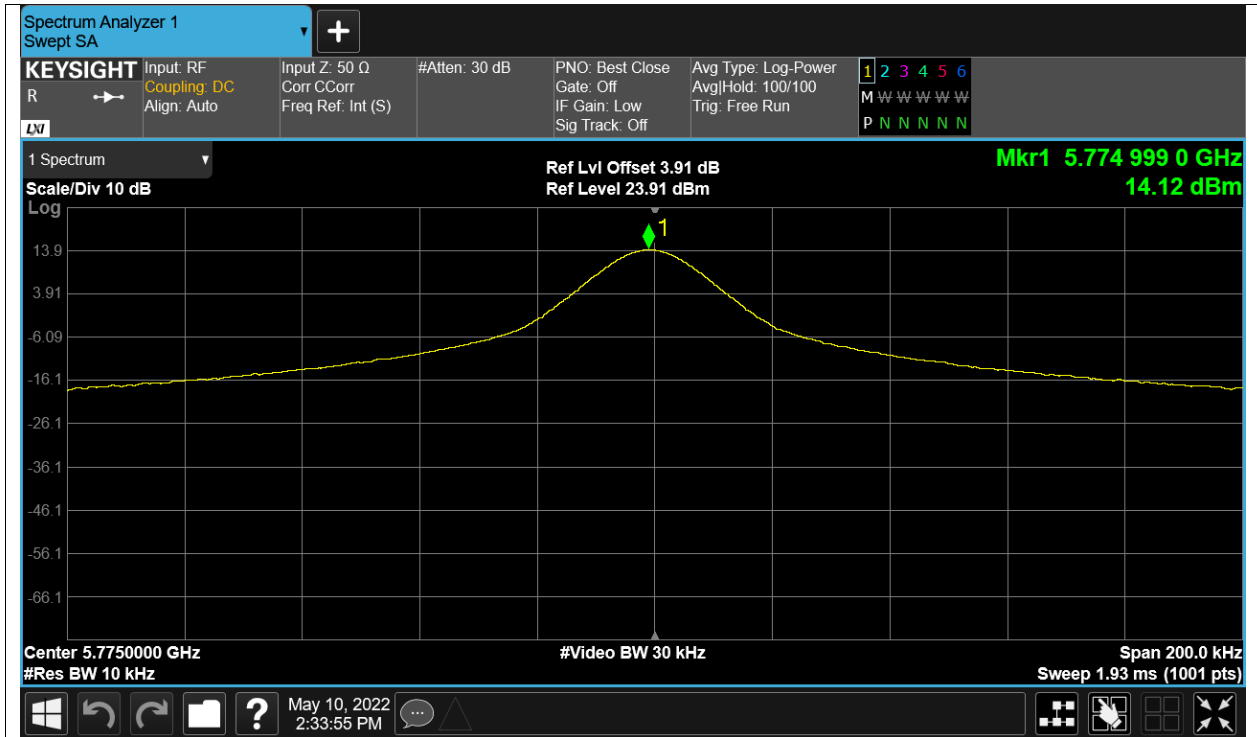 Spectrum Analyzer 1
Swept SA
+
KEYSIGHT
R
LXI
Input: RF
Coupling: DC
Align: Auto
Input Z: 50 Ω
Corr CCorr
Freq Ref: Int (S)
#Atten: 30 dB
PNO: Best Close
Gate: Off
IF Gain: Low
Sig Track: Off
Avg Type: Log-Power
Avg|Hold: 100/100
Trig: Free Run
1 2 3 4 5 6
M W W W W W W
P N N N N N N
1 Spectrum
Scale/Div 10 dB
Log
Ref Lvl Offset 3.91 dB
Ref Level 23.91 dBm
Mkr1 5.774 999 0 GHz
14.12 dBm
1
13.9
3.91
-6.09
-16.1
-26.1
-36.1
-46.1
-56.1
-66.1
Center 5.7750000 GHz
#Video BW 30 kHz
Span 200.0 kHz
#Res BW 10 kHz
Sweep 1.93 ms (1001 pts)
?
May 10, 2022
2:33:55 PM